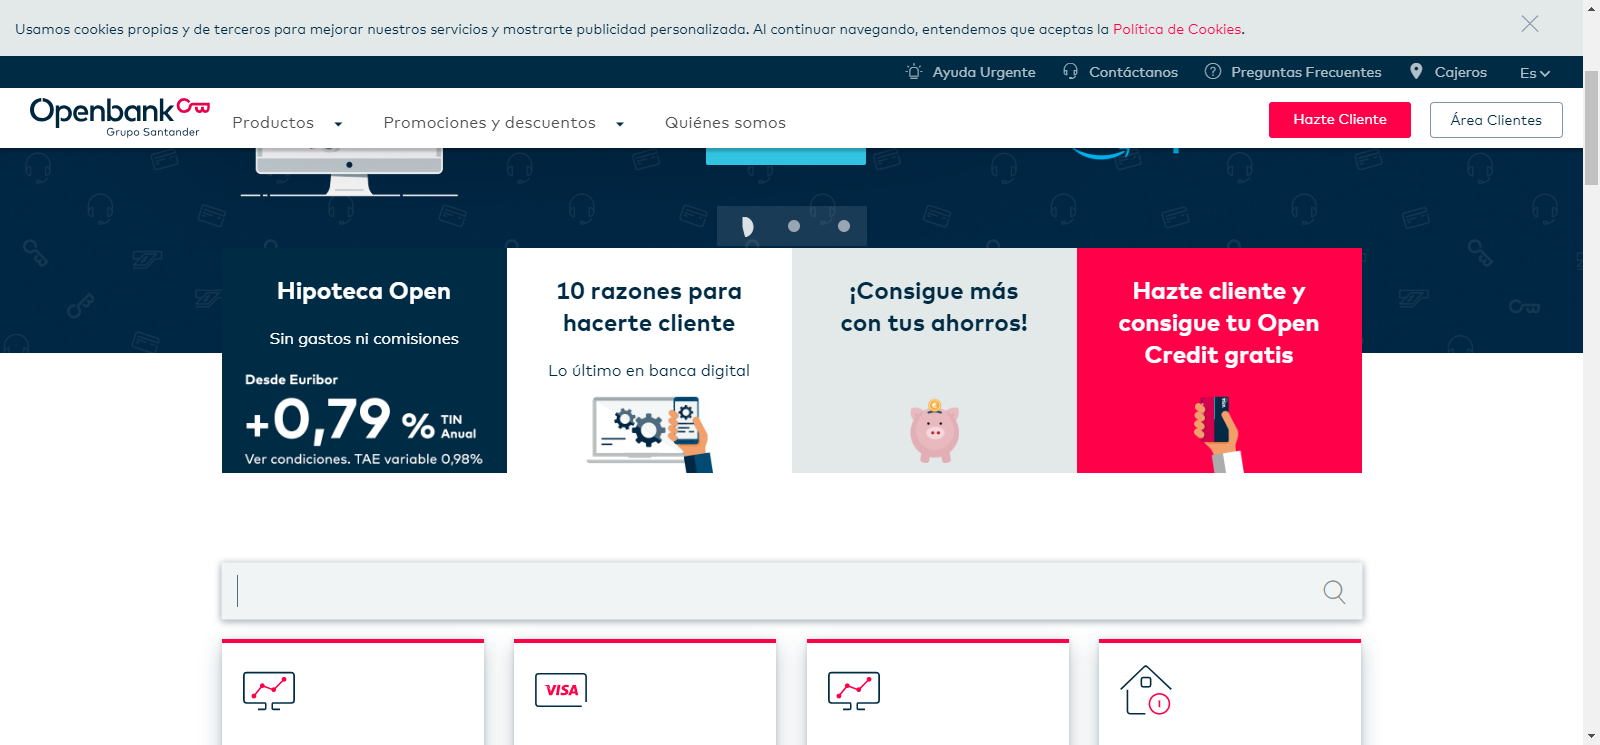 Usamos cookies propias y de terceros para mejorar nuestros servicios y mostrarte publicidad personalizada. Al continuar navegando, entendemos que aceptas la Política de Cookies.
Ayuda Urgente
Contáctanos
Preguntas Frecuentes
Cajeros
Es
Openbank
Grupo Santander
Productos
Promociones y descuentos
Quiénes somos
Hazte Cliente
Área Clientes
Hipoteca Open
Sin gastos ni comisiones
Desde Euribor
+0,79 % TIN Anual
Ver condiciones. TAE variable 0,98%
10 razones para
hacerte cliente
Lo último en banca digital
¡Consigue más
con tus ahorros!
Hazte cliente y
consigue tu Open
Credit gratis
VISA